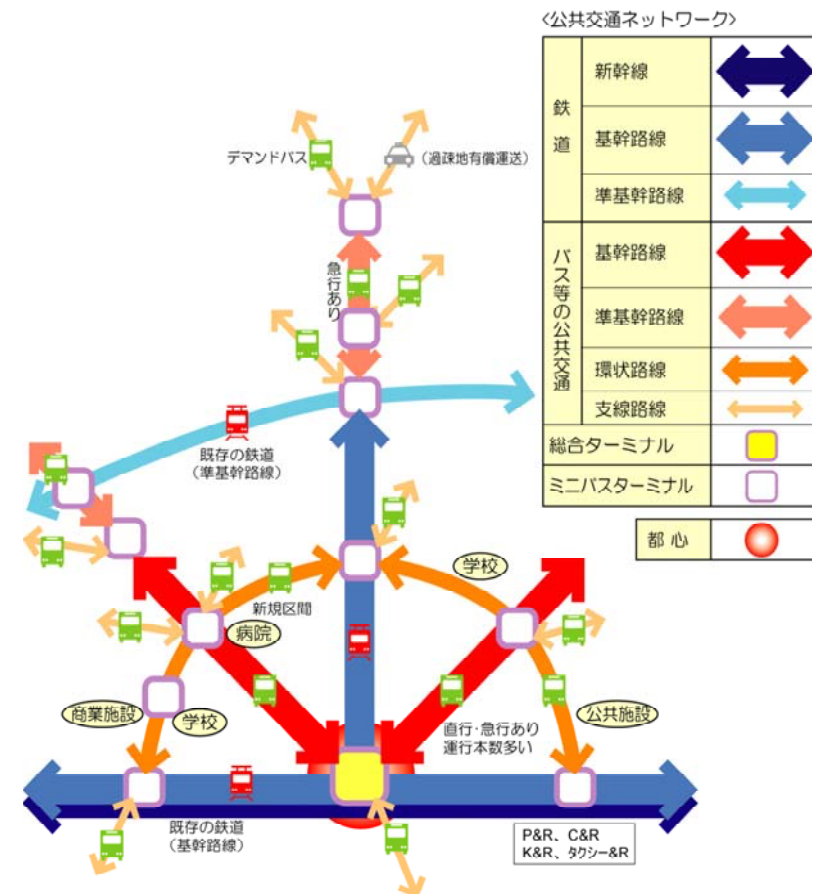 〈公共交通ネットワーク〉
鉄道
新幹線
基幹路線
準基幹路線
バス等の公共交通
基幹路線
準基幹路線
環状路線
支線路線
総合ターミナル
ミニバスターミナル
都心
デマンドバス
（過疎地有償運送）
急行あり
既存の鉄道
（準基幹路線）
学校
新規区間
病院
商業施設
学校
公共施設
直行・急行あり
運行本数多い
既存の鉄道
（基幹路線）
P&R、C&R
K&R、タクシー&R